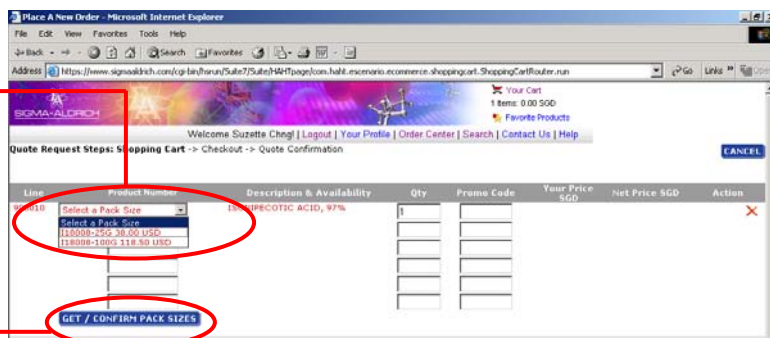 Place A New Order - Microsoft Internet Explorer
File Edit View Favorites Tools Help
Back Search Favorites
Address https://www.sigmaaldrich.com/cgi-bin/hsrun/Suite7/Suite/HAHTpage/com.haht.escenario.ecommerce.shoppingcart.ShoppingCartRouter.run Go Links
SIGMA-ALDRICH
Your Cart
1 Items: 0.00 SGD
Favorite Products
Welcome Suzette Chng! | Logout | Your Profile | Order Center | Search | Contact Us | Help
Quote Request Steps: Shopping Cart -> Checkout -> Quote Confirmation
CANCEL
Line Product Number Description & Availability Qty Promo Code Your Price SGD Net Price SGD Action
Select a Pack Size ACID, 97% 1
Select a Pack Size
I18008-25G 38.00 USD
I18008-100G 118.50 USD
GET / CONFIRM PACK SIZES